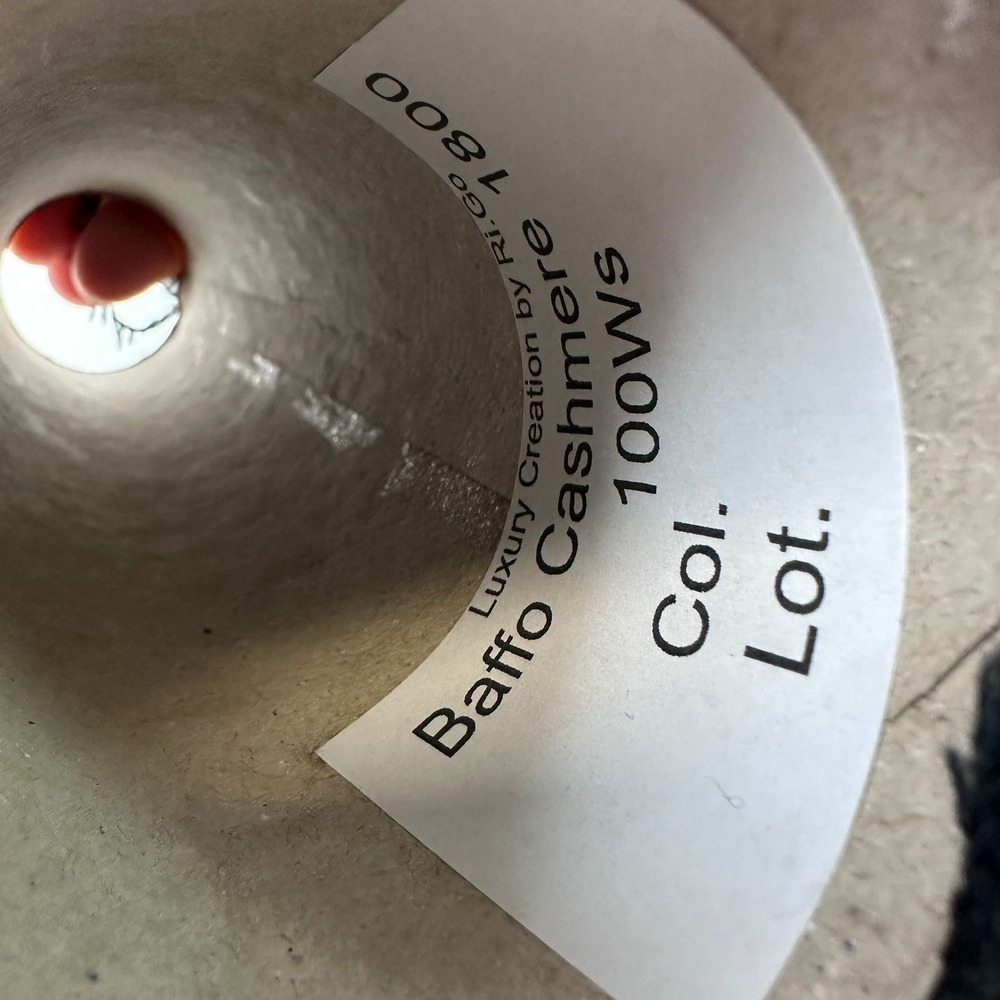 Luxury Creation by Ri.Go
Baffo Cashmere 1800
100Ws
Col.
Lot.